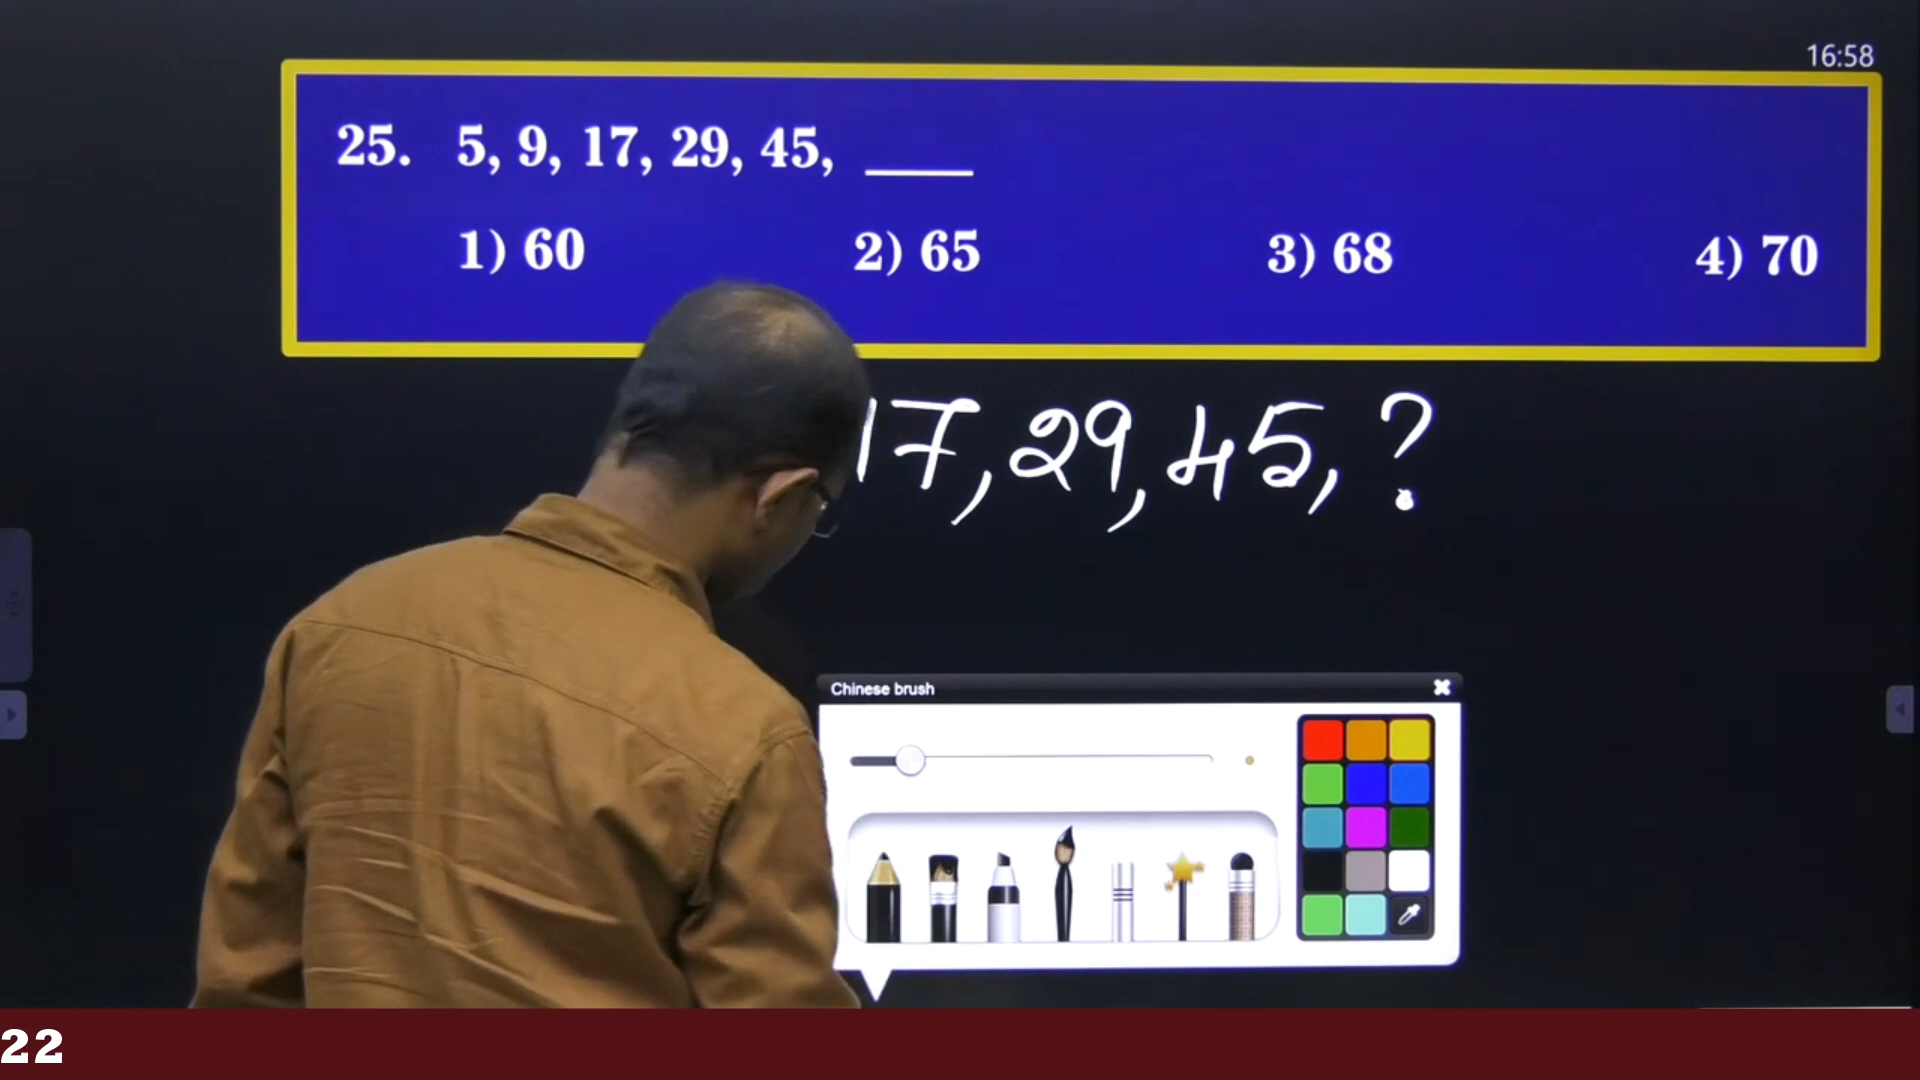 16:58
25. 5, 9, 17, 29, 45, ____
1) 60 2) 65 3) 68 4) 70
17, 29, 45, ?
Chinese brush
22